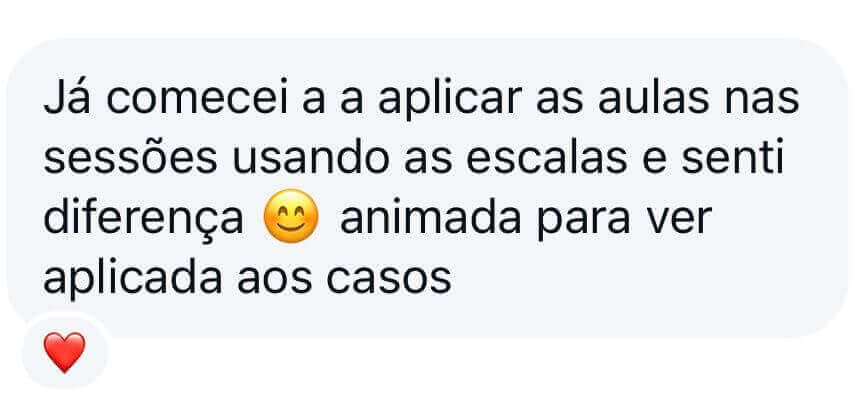 Já comecei a a aplicar as aulas nas
sessões usando as escalas e senti
diferença 😊 animada para ver
aplicada aos casos